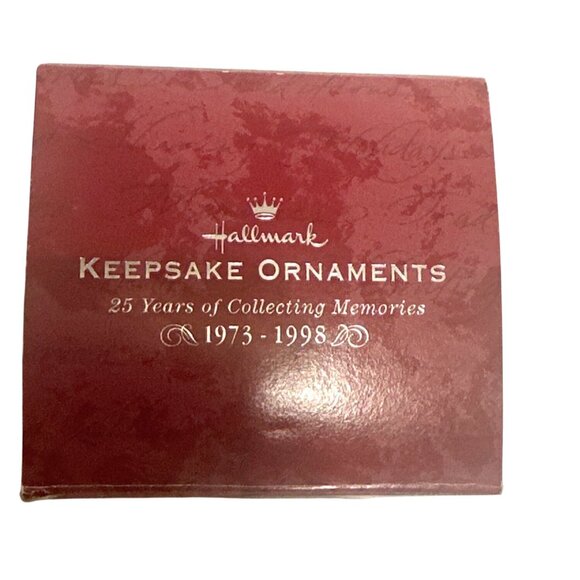 Hallmark
KEEPSAKE ORNAMENTS
25 Years of Collecting Memories
1973 - 1998